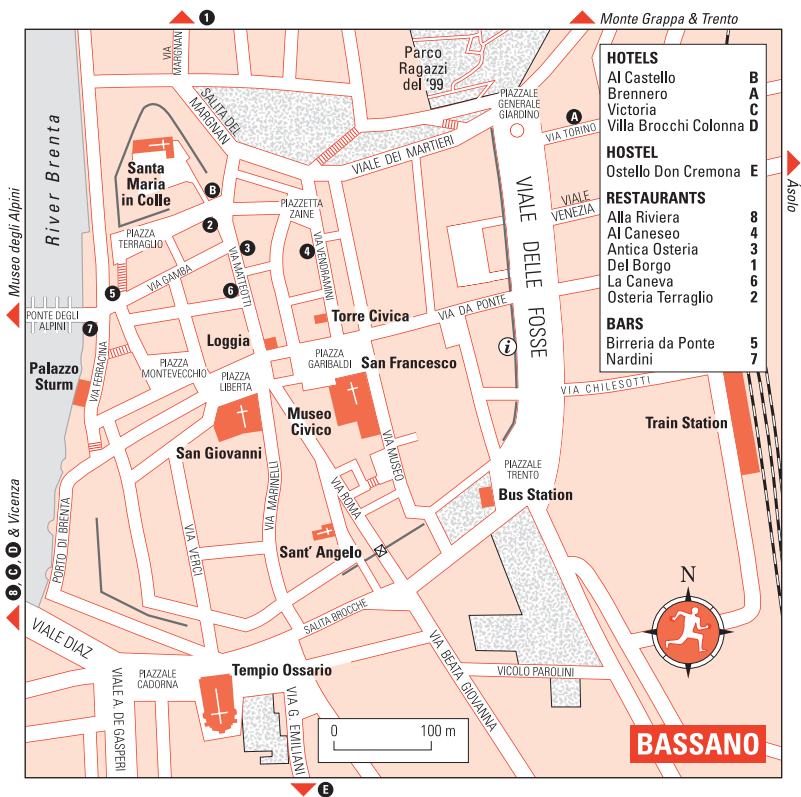 1
Monte Grappa & Trento
VIA
MARGNAN
Parco
Ragazzi
del '99
SALITA DEL
MARGNAN
PIAZZALE
GENERALE
GIARDINO
A
VIA TORINO
HOTELS
Al Castello B
Brennero A
Victoria C
Villa Brocchi Colonna D
HOSTEL
Ostello Don Cremona E
RESTAURANTS
Alla Riviera 8
Al Caneseo 4
Antica Osteria 3
Del Borgo 1
La Caneva 6
Osteria Terraglio 2
BARS
Birreria da Ponte 5
Nardini 7
Ásolo
River Brenta
Museo degli Alpini
Santa
Maria
in Colle
VIALE DEI MARTIERI
B
PIAZZETTA
ZAINE
VIALE
VENEZIA
VIALE DELLE FOSSE
2
PIAZZA
TERRAGLIO
3
VIA MATTEOTTI
4
VIA VENDRAMINI
VIA GAMBA
5
6
PONTE DEGLI
ALPINI
7
Torre Civica
VIA DA PONTE
Loggia
i
VIA FERRACINA
PIAZZA
MONTEVECCHIO
PIAZZA
GARIBALDI
San Francesco
Palazzo
Sturm
PIAZZA
LIBERTA
VIA CHILESOTTI
Museo
Civico
Train Station
San Giovanni
VIA MUSEO
PIAZZALE
TRENTO
VIA MARINELLI
VIA ROMA
Bus Station
PORTO DI BRENTA
VIA VERCI
Sant' Angelo
8, C, D & Vicenza
N
SALITA BROCCHE
VIALE DIAZ
VIA BEATA GIOVANNA
PIAZZALE
CADORNA
Tempio Ossario
VICOLO PAROLINI
VIALE A. DE GASPERI
VIA G. EMILIANI
0 100 m
BASSANO
E